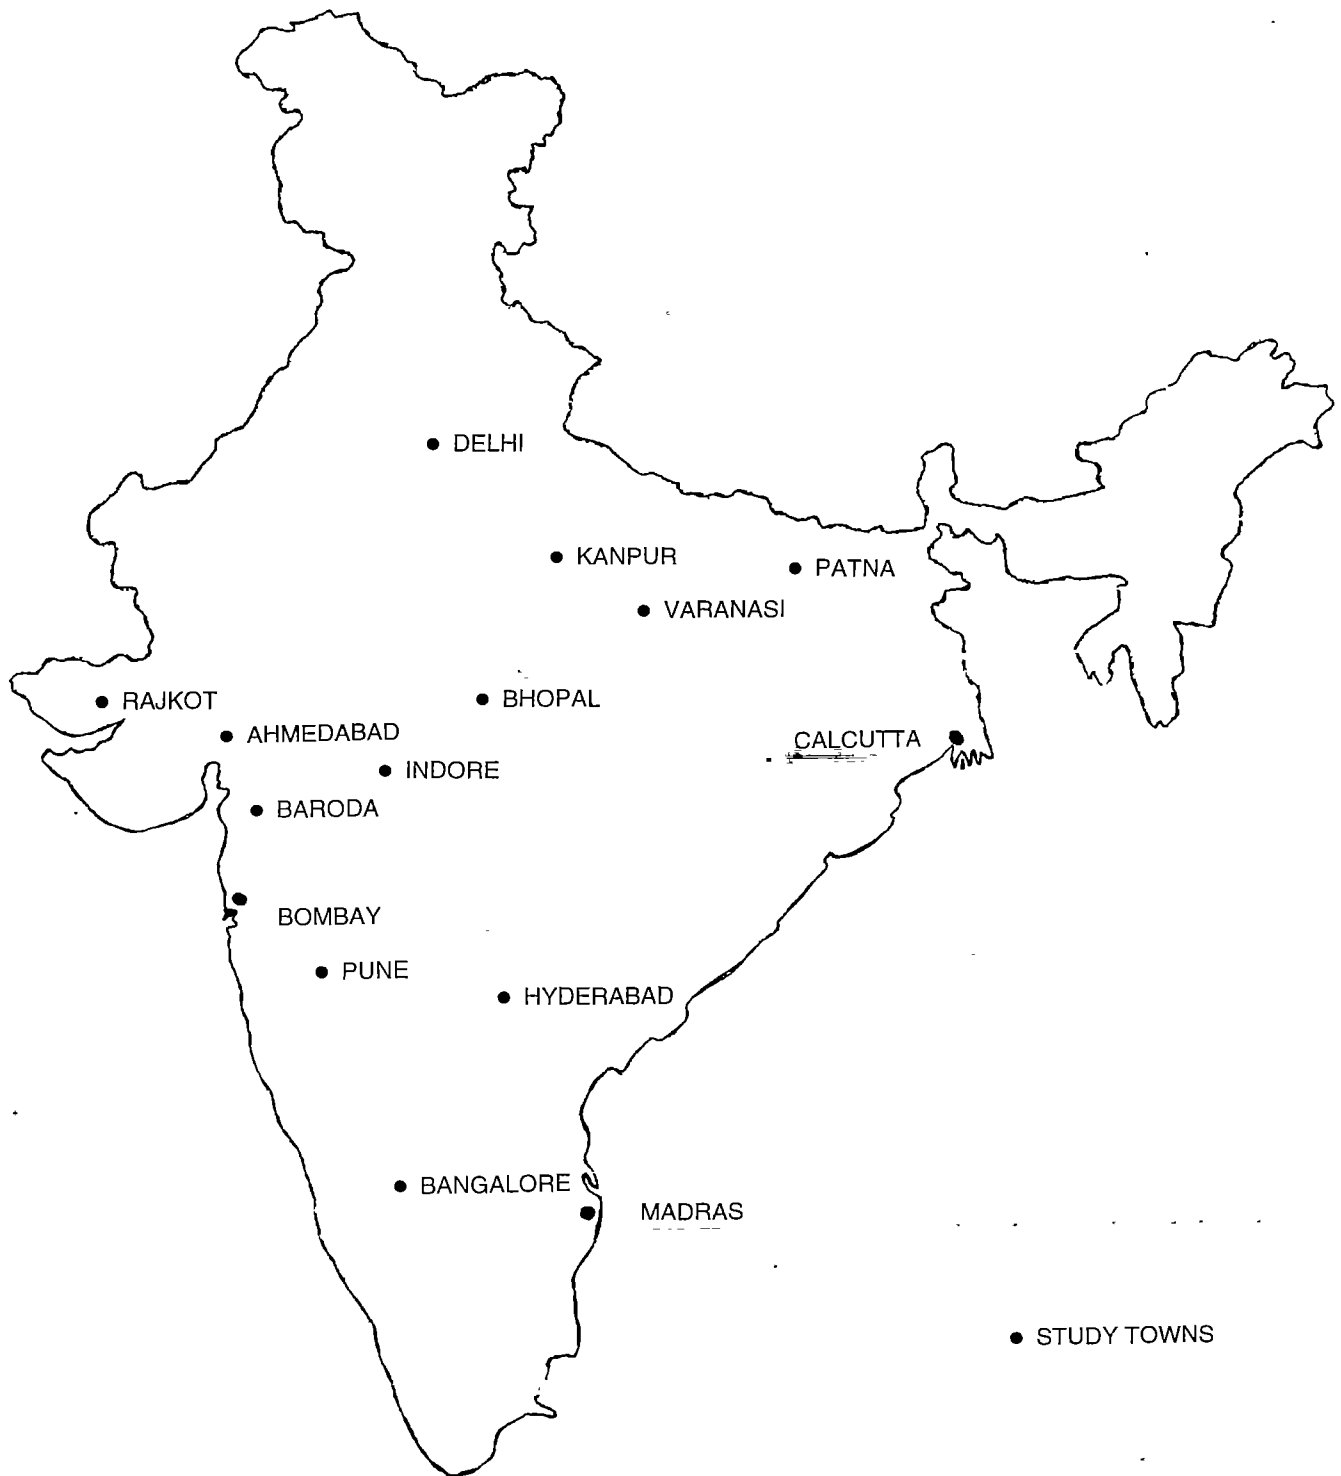 DELHI
KANPUR
PATNA
VARANASI
RAJKOT
BHOPAL
AHMEDABAD
CALCUTTA
INDORE
BARODA
BOMBAY
PUNE
HYDERABAD
BANGALORE
MADRAS
STUDY TOWNS